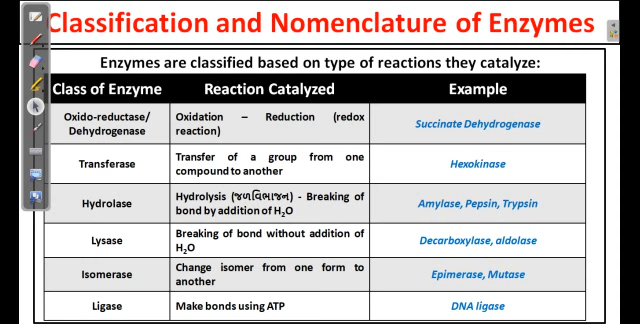 Classification and Nomenclature of Enzymes
Enzymes are classified based on type of reactions they catalyze:
Class of Enzyme Reaction Catalyzed Example
Oxido-reductase/ Dehydrogenase Oxidation – Reduction (redox reaction) Succinate Dehydrogenase
Transferase Transfer of a group from one compound to another Hexokinase
Hydrolase Hydrolysis (જળવિભાજન) - Breaking of bond by addition of H₂O Amylase, Pepsin, Trypsin
Lysase Breaking of bond without addition of H₂O Decarboxylase, aldolase
Isomerase Change isomer from one form to another Epimerase, Mutase
Ligase Make bonds using ATP DNA ligase